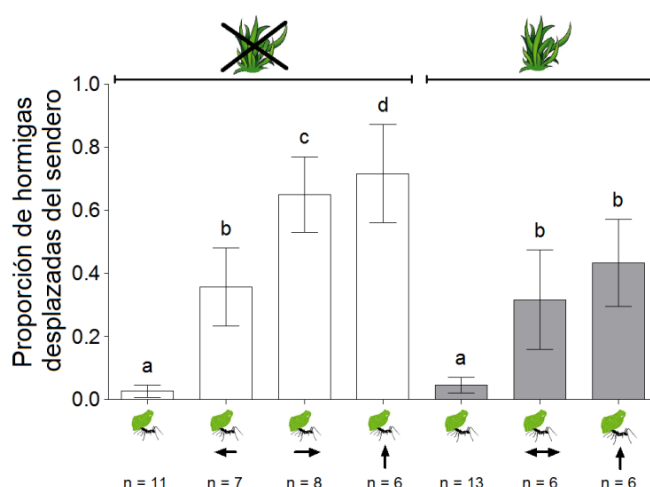 Proporción de hormigas
desplazadas del sendero
1.0
0.8
0.6
0.4
0.2
0.0
a
b
c
d
a
b
b
n = 11
n = 7
n = 8
n = 6
n = 13
n = 6
n = 6